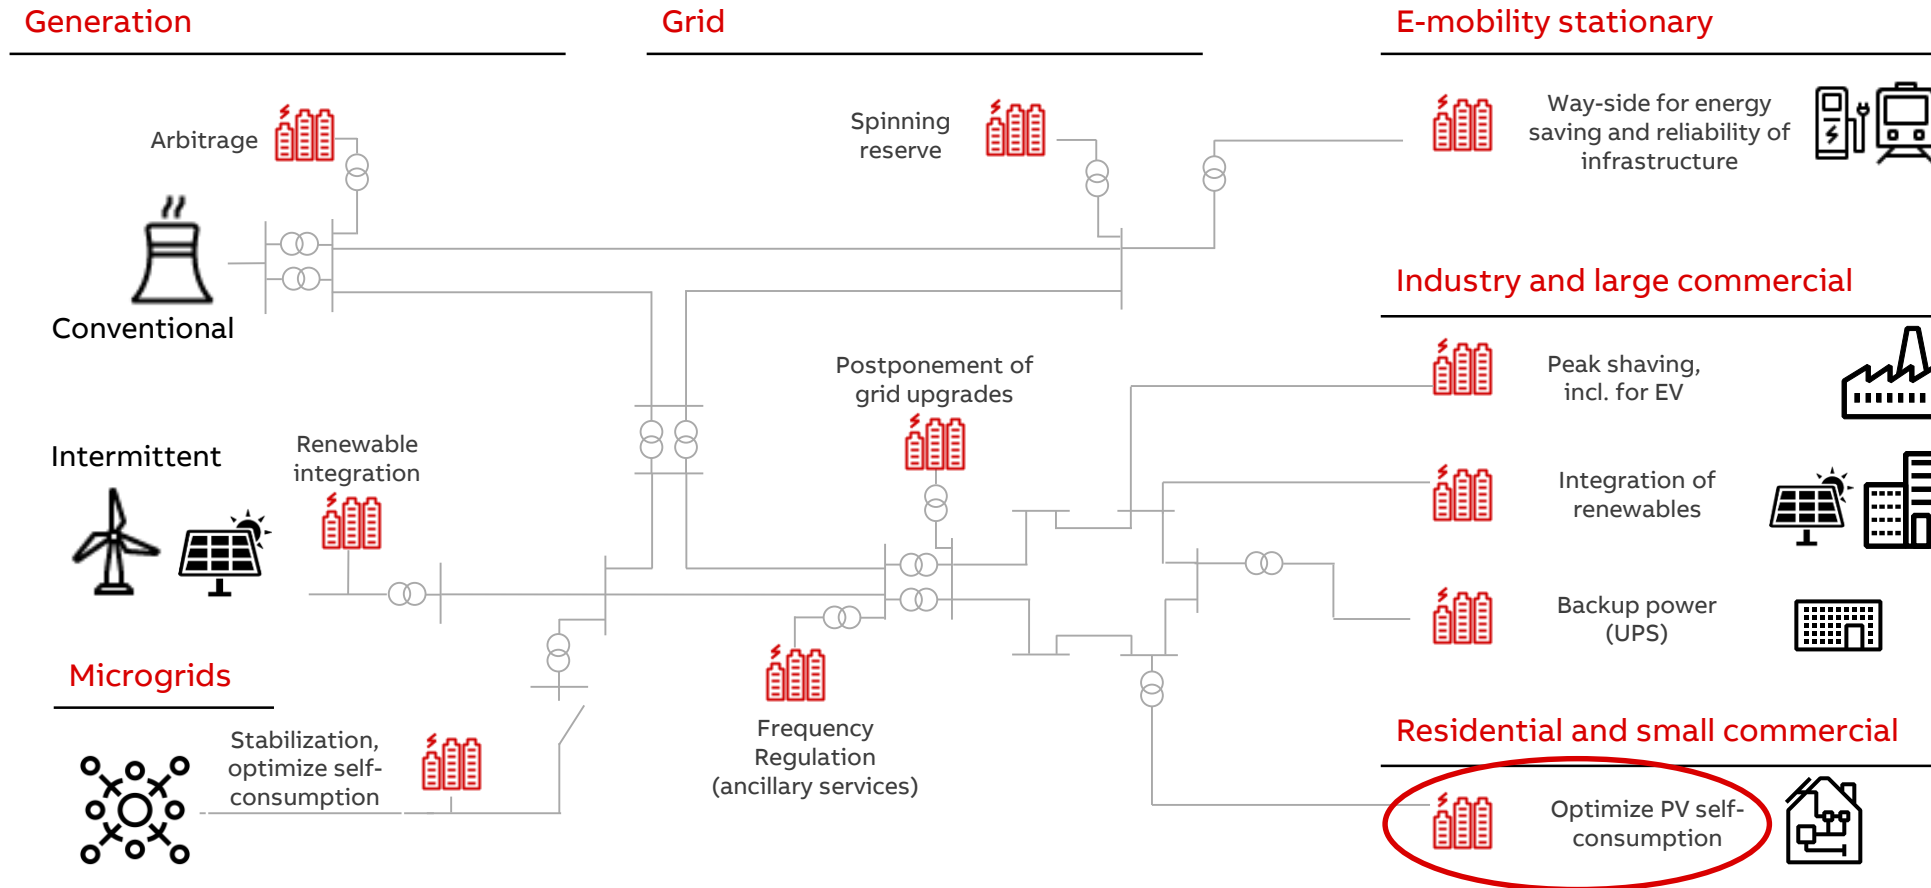 Generation
Grid
E-mobility stationary
Arbitrage
Spinning
reserve
Way-side for energy
saving and reliability of
infrastructure
Conventional
Industry and large commercial
Postponement of
grid upgrades
Peak shaving,
incl. for EV
Intermittent
Renewable
integration
Integration of
renewables
Backup power
(UPS)
Microgrids
Stabilization,
optimize self-
consumption
Frequency
Regulation
(ancillary services)
Residential and small commercial
Optimize PV self-
consumption